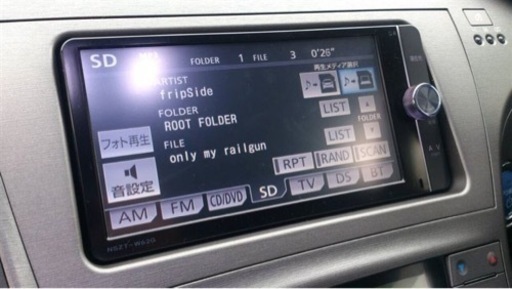 SD FOLDER 1 FILE 3 0'26"
ARTIST
fripSide
再生メディア選択
FOLDER
ROOT FOLDER
LIST
FOLDER
フォト再生
FILE
only my railgun
LIST
音設定
RPT RAND SCAN
AM FM CD/DVD SD TV DS BT